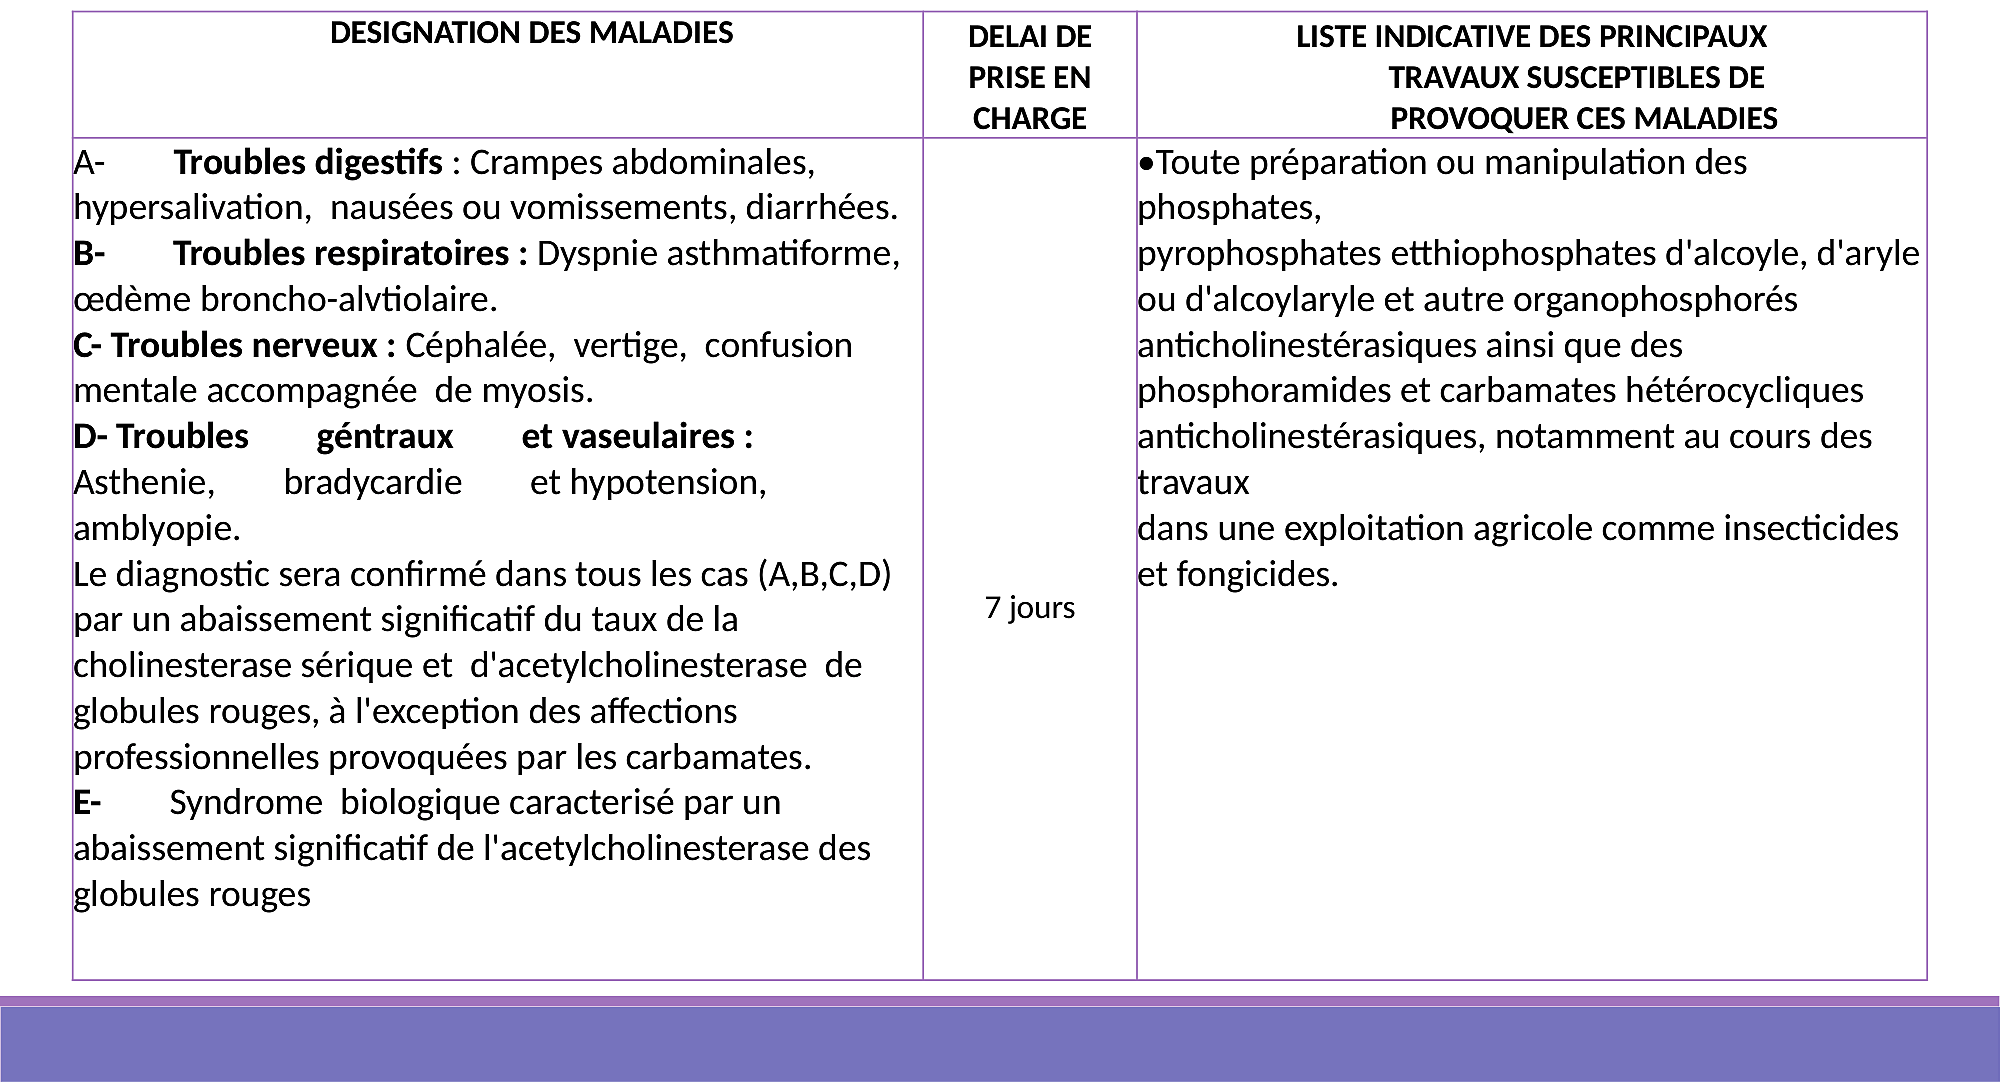 DESIGNATION DES MALADIES
DELAI DE
PRISE EN
CHARGE
LISTE INDICATIVE DES PRINCIPAUX
TRAVAUX SUSCEPTIBLES DE
PROVOQUER CES MALADIES
A- Troubles digestifs : Crampes abdominales,
hypersalivation, nausées ou vomissements, diarrhées.
B- Troubles respiratoires : Dyspnie asthmatiforme,
œdème broncho-alvtiolaire.
C- Troubles nerveux : Céphalée, vertige, confusion
mentale accompagnée de myosis.
D- Troubles géntraux et vaseulaires :
Asthenie, bradycardie et hypotension,
amblyopie.
Le diagnostic sera confirmé dans tous les cas (A,B,C,D)
par un abaissement significatif du taux de la
cholinesterase sérique et d'acetylcholinesterase de
globules rouges, à l'exception des affections
professionnelles provoquées par les carbamates.
E- Syndrome biologique caracterisé par un
abaissement significatif de l'acetylcholinesterase des
globules rouges
7 jours
•Toute préparation ou manipulation des
phosphates,
pyrophosphates etthiophosphates d'alcoyle, d'aryle
ou d'alcoylaryle et autre organophosphorés
anticholinestérasiques ainsi que des
phosphoramides et carbamates hétérocycliques
anticholinestérasiques, notamment au cours des
travaux
dans une exploitation agricole comme insecticides
et fongicides.